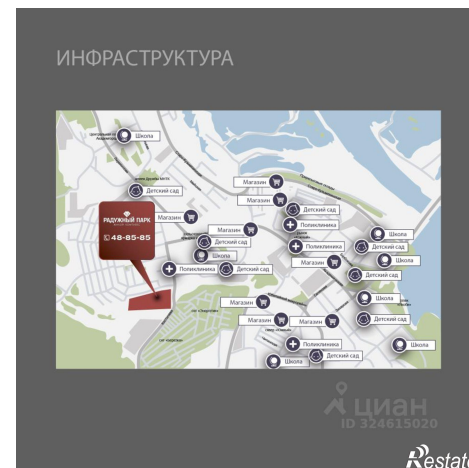 ИНФРАСТРУКТУРА
Школа
Детский сад
Магазин
Магазин
РАДУЖНЫЙ ПАРК
48-85-85
Детский сад
Магазин
Поликлиника
Магазин
Школа
Детский сад
Поликлиника
Детский сад
Школа
Магазин
Школа
Поликлиника
Детский сад
Детский сад
Магазин
Школа
Магазин
Магазин
Детский сад
Поликлиника
Школа
Детский сад
Школа
циан
ID 324615020
Restate